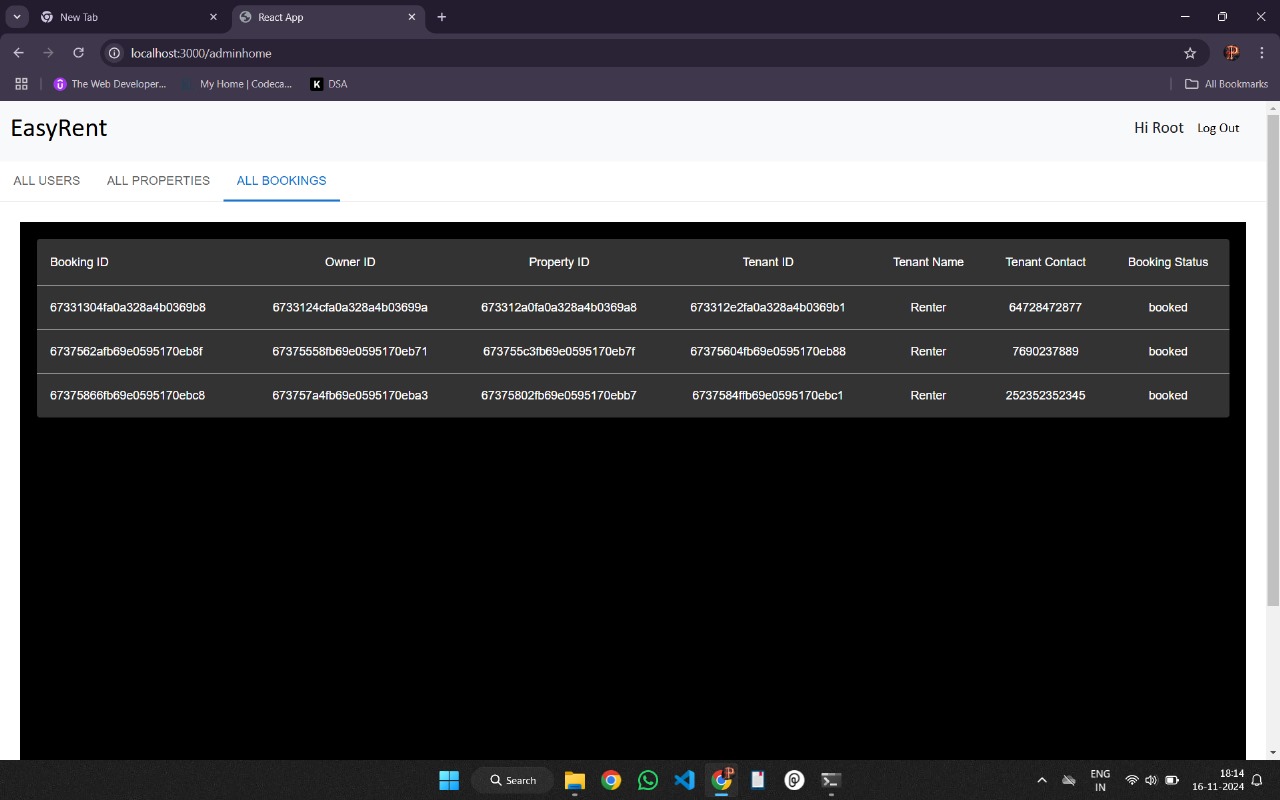 New Tab
React App
localhost:3000/adminhome
The Web Developer...
My Home | Codeca...
K DSA
All Bookmarks
EasyRent
Hi Root Log Out
ALL USERS ALL PROPERTIES ALL BOOKINGS
Booking ID Owner ID Property ID Tenant ID Tenant Name Tenant Contact Booking Status
67331304fa0a328a4b0369b8 6733124cfa0a328a4b03699a 673312a0fa0a328a4b0369a8 673312e2fa0a328a4b0369b1 Renter 64728472877 booked
6737562afb69e0595170eb8f 67375558fb69e0595170eb71 673755c3fb69e0595170eb7f 67375604fb69e0595170eb88 Renter 7690237889 booked
67375866fb69e0595170ebc8 673757a4fb69e0595170eba3 67375802fb69e0595170ebb7 6737584ffb69e0595170ebc1 Renter 252352352345 booked
Search
ENG
IN
18:14
16-11-2024